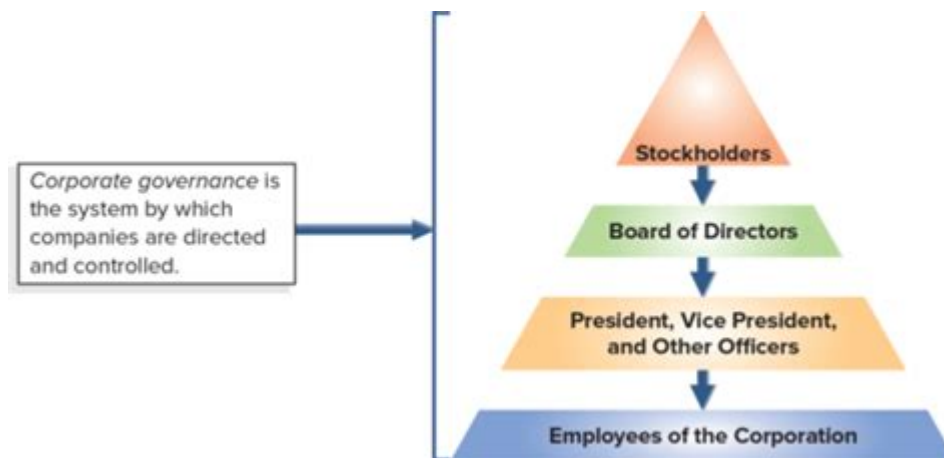 Corporate governance is
the system by which
companies are directed
and controlled.
Stockholders
Board of Directors
President, Vice President,
and Other Officers
Employees of the Corporation